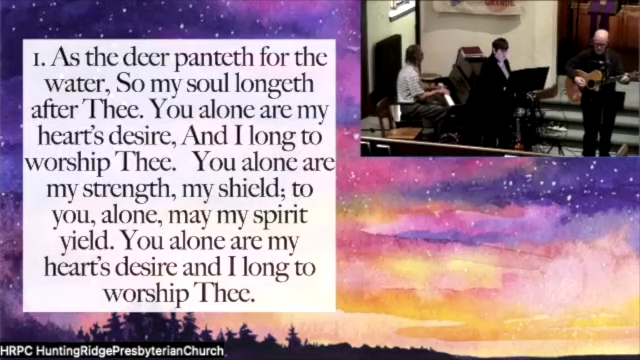 1. As the deer panteth for the
water, So my soul longeth
after Thee. You alone are my
heart's desire, And I long to
worship Thee. You alone are
my strength, my shield; to
you, alone, may my spirit
yield. You alone are my
heart's desire and I long to
worship Thee.
HRPC HuntingRidgePresbyterianChurch